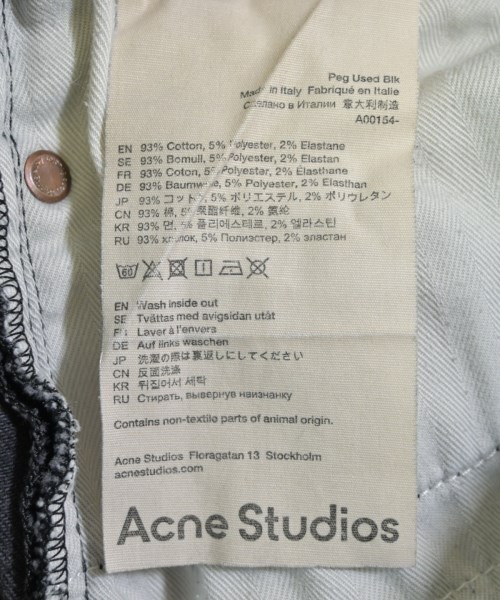 Peg Used Blk
Made in Italy Fabriqué en Italie
Сделано в Италии 意大利制造
A00154-
EN 93% Cotton, 5% Polyester, 2% Elastane
SE 93% Bomull, 5% Polyester, 2% Elastan
FR 93% Coton, 5% Polyester, 2% Élasthane
DE 93% Baumwolle, 5% Polyester, 2% Elasthan
JP 93% コットン, 5% ポリエステル, 2% ポリウレタン
CN 93% 棉, 5% 聚酯纤维, 2% 氨纶
KR 93% 면, 5% 폴리에스테르, 2% 엘라스틴
RU 93% хлопок, 5% Полиэстер, 2% эластан
60
EN Wash inside out
SE Tvättas med avigsidan utåt
FR Laver à l'envers
DE Auf links waschen
JP 洗濯の際は裏返しにしてください
CN 反面洗涤
KR 뒤집어서 세탁
RU Стирать, вывернув наизнанку
Contains non-textile parts of animal origin.
Acne Studios Floragatan 13 Stockholm
acnestudios.com
Acne Studios